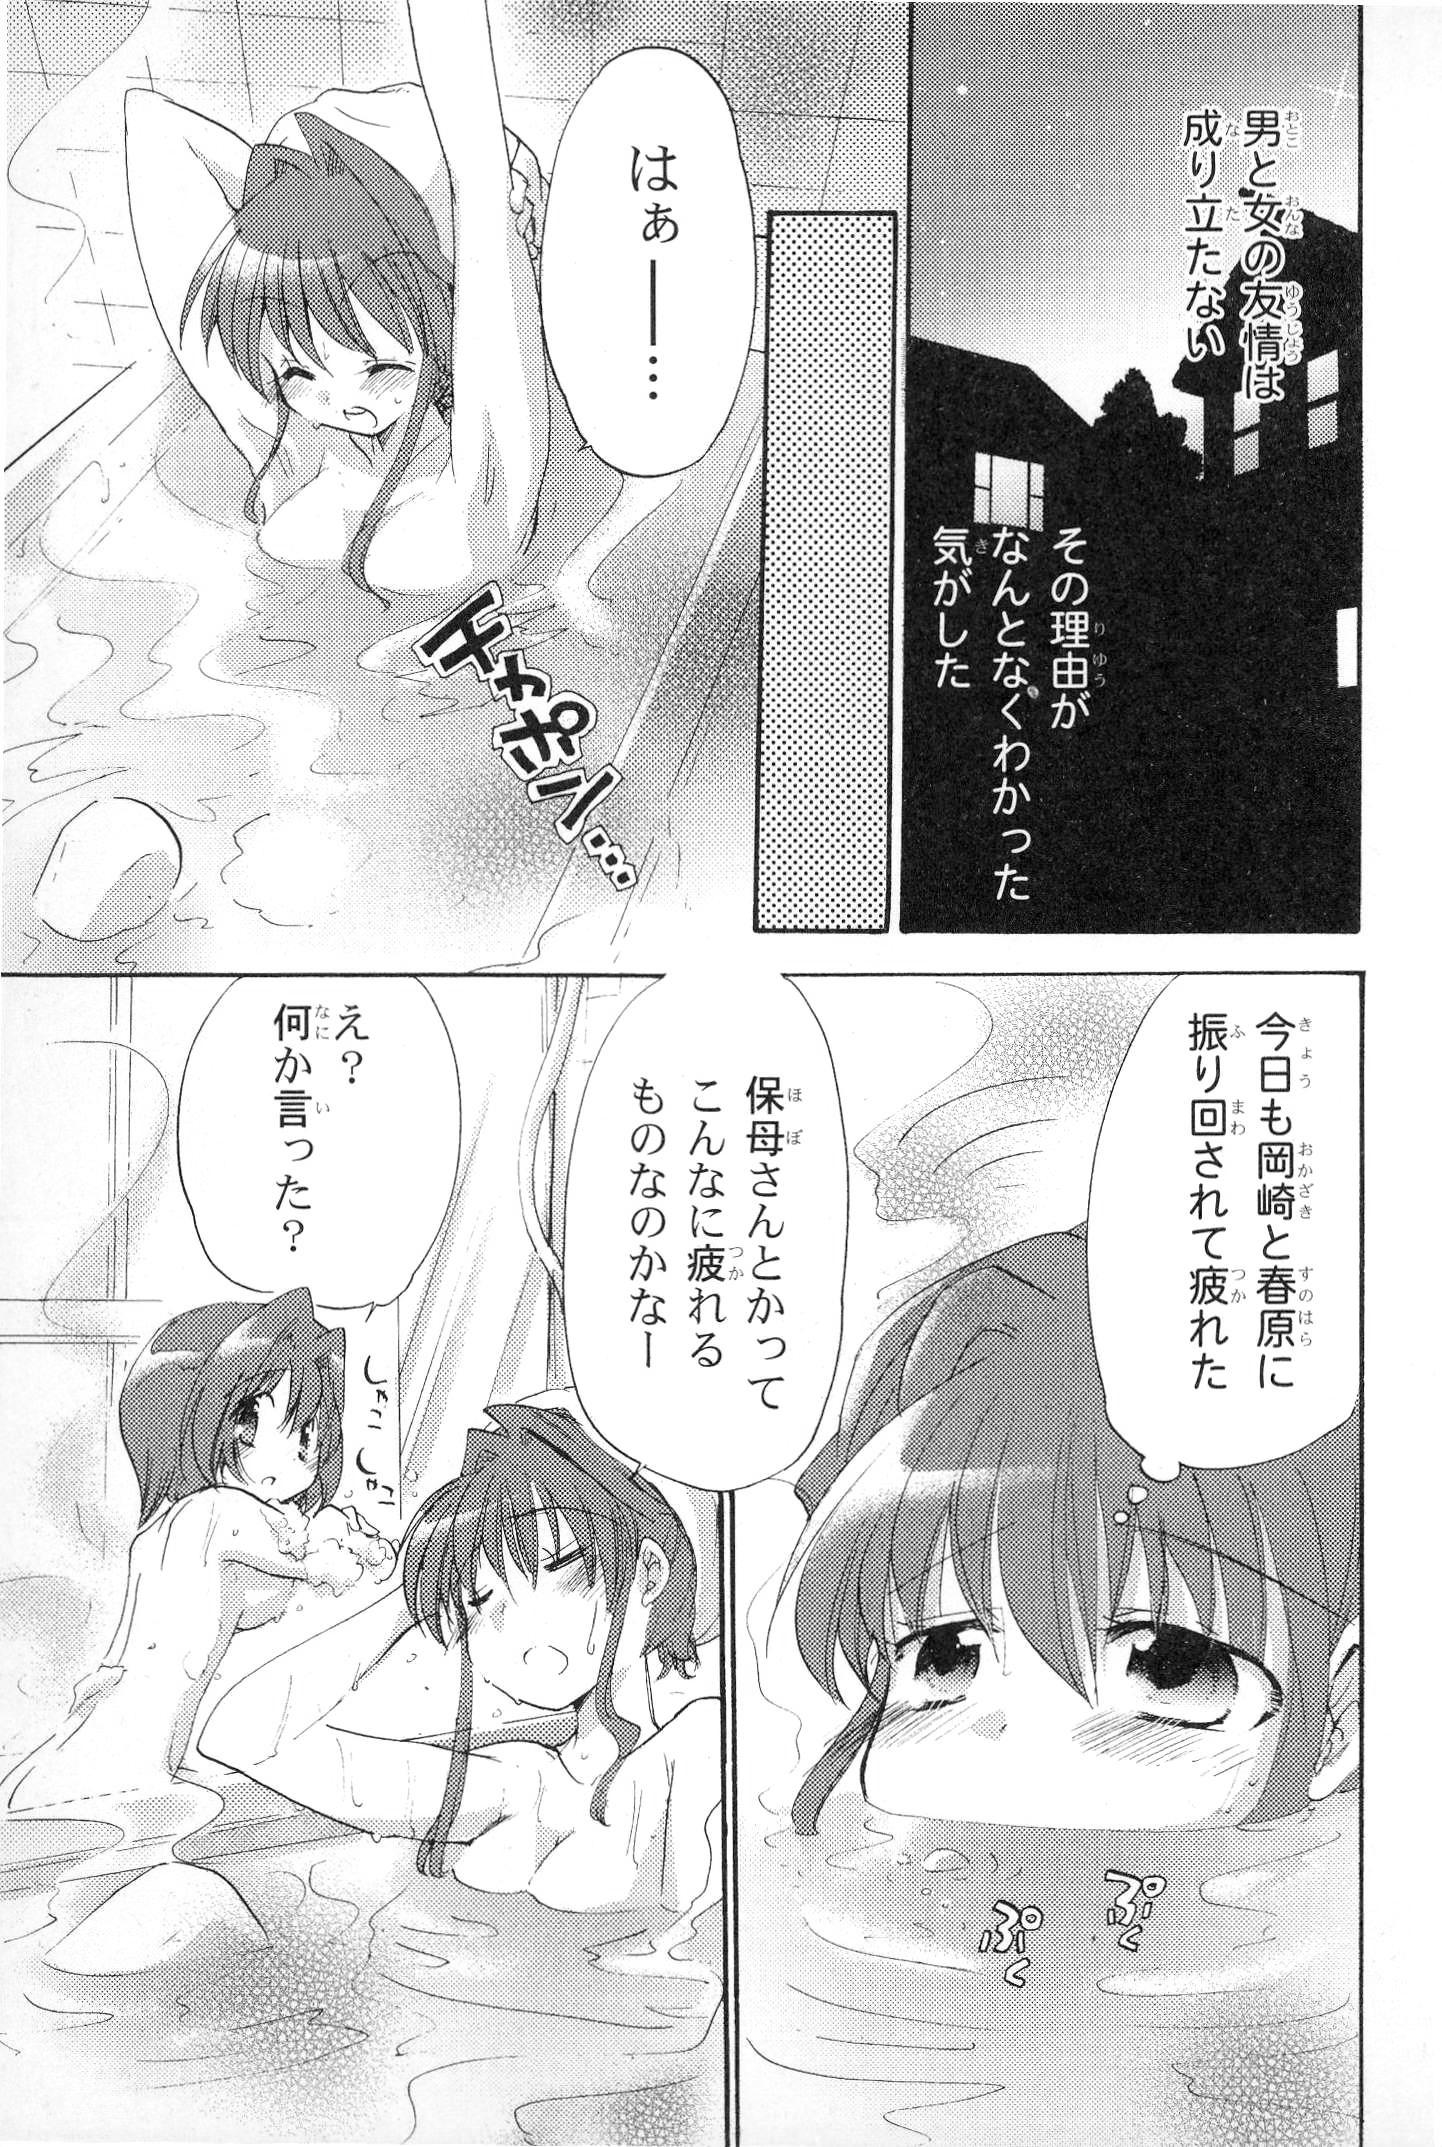 男と女の友情は
成り立たない
その理由が
なんとなくわかった
気がした
はぁ――…
チャポン…
今日も岡崎と春原に
振り回されて疲れた
ぷく
ぷく
保母さんとかって
こんなに疲れる
ものなのかなー
え？
何か言った？
しゃこ
しゃこ